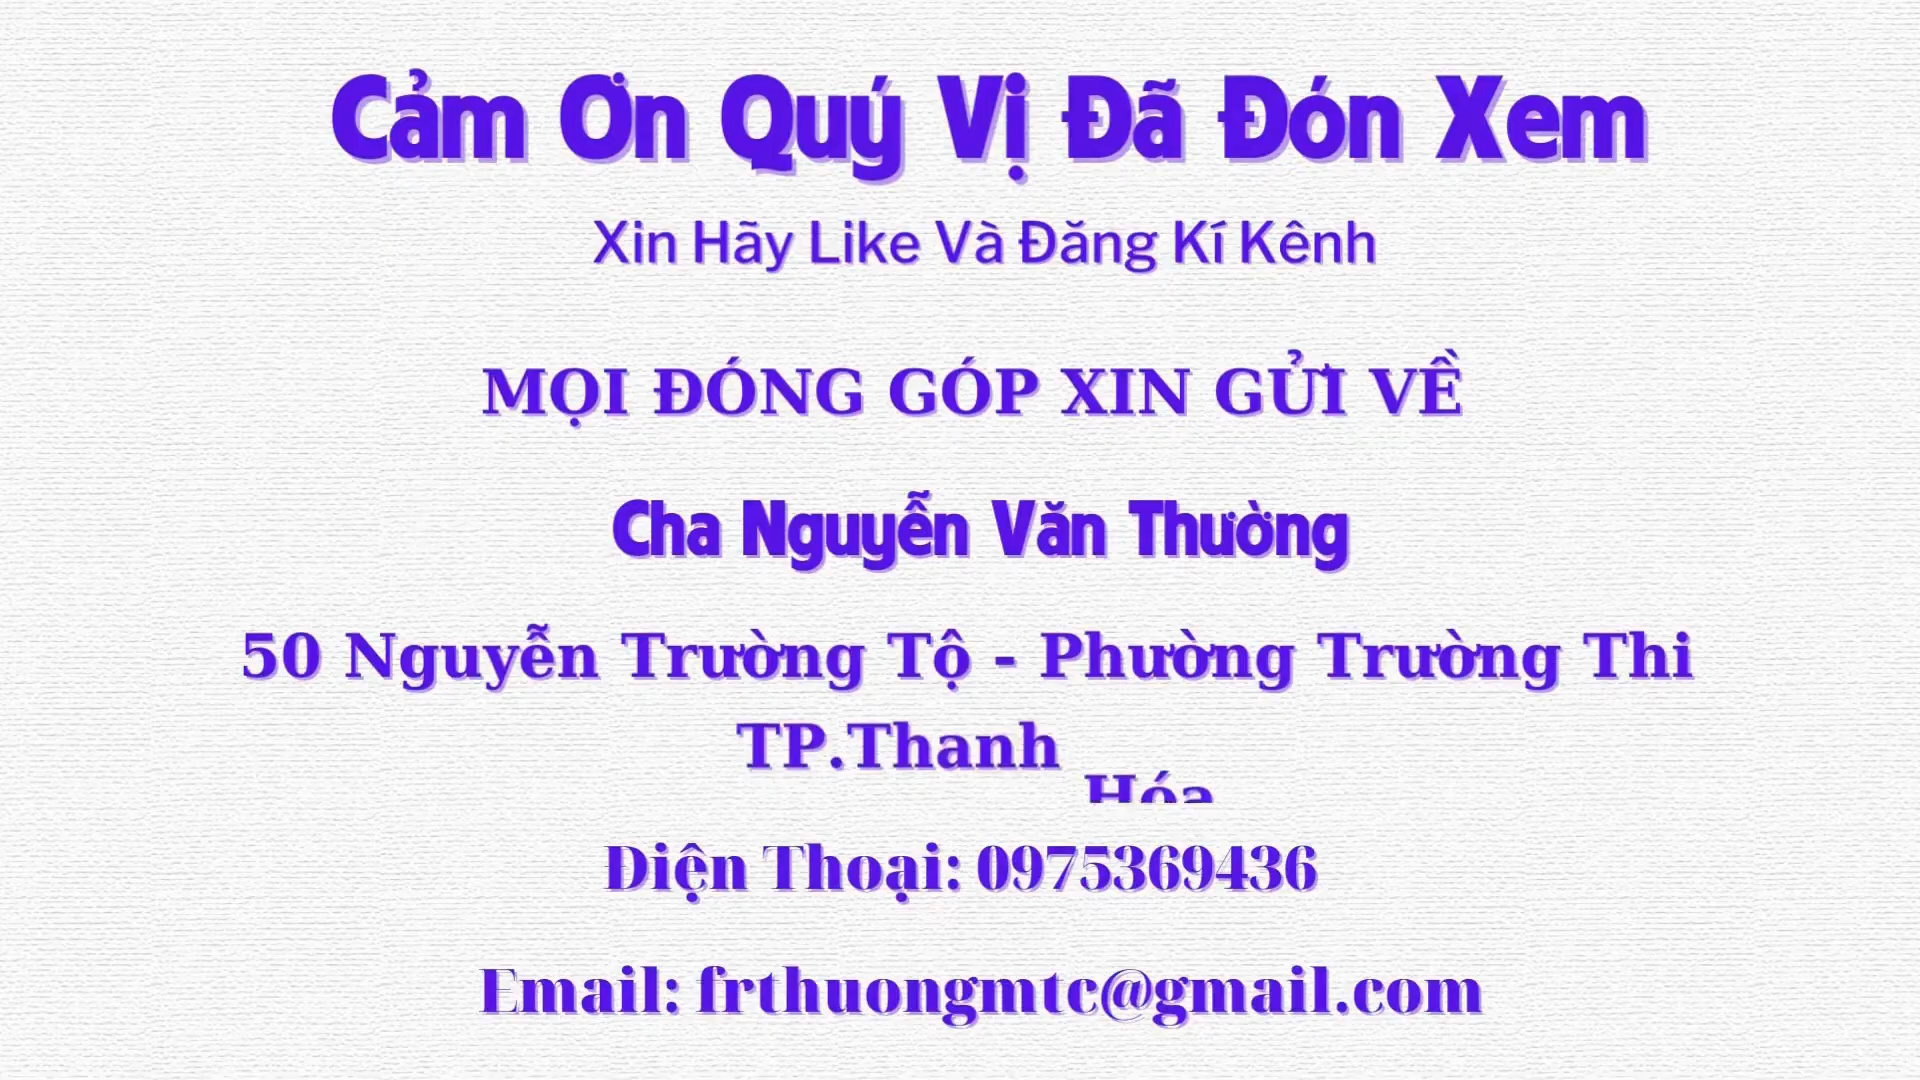 Cảm Ơn Quý Vị Đã Đón Xem
Xin Hãy Like Và Đăng Kí Kênh
MỌI ĐÓNG GÓP XIN GỬI VỀ
Cha Nguyễn Văn Thường
50 Nguyễn Trường Tộ - Phường Trường Thi
TP.Thanh Hóa
Điện Thoại: 0975369436
Email: frthuongmtc@gmail.com